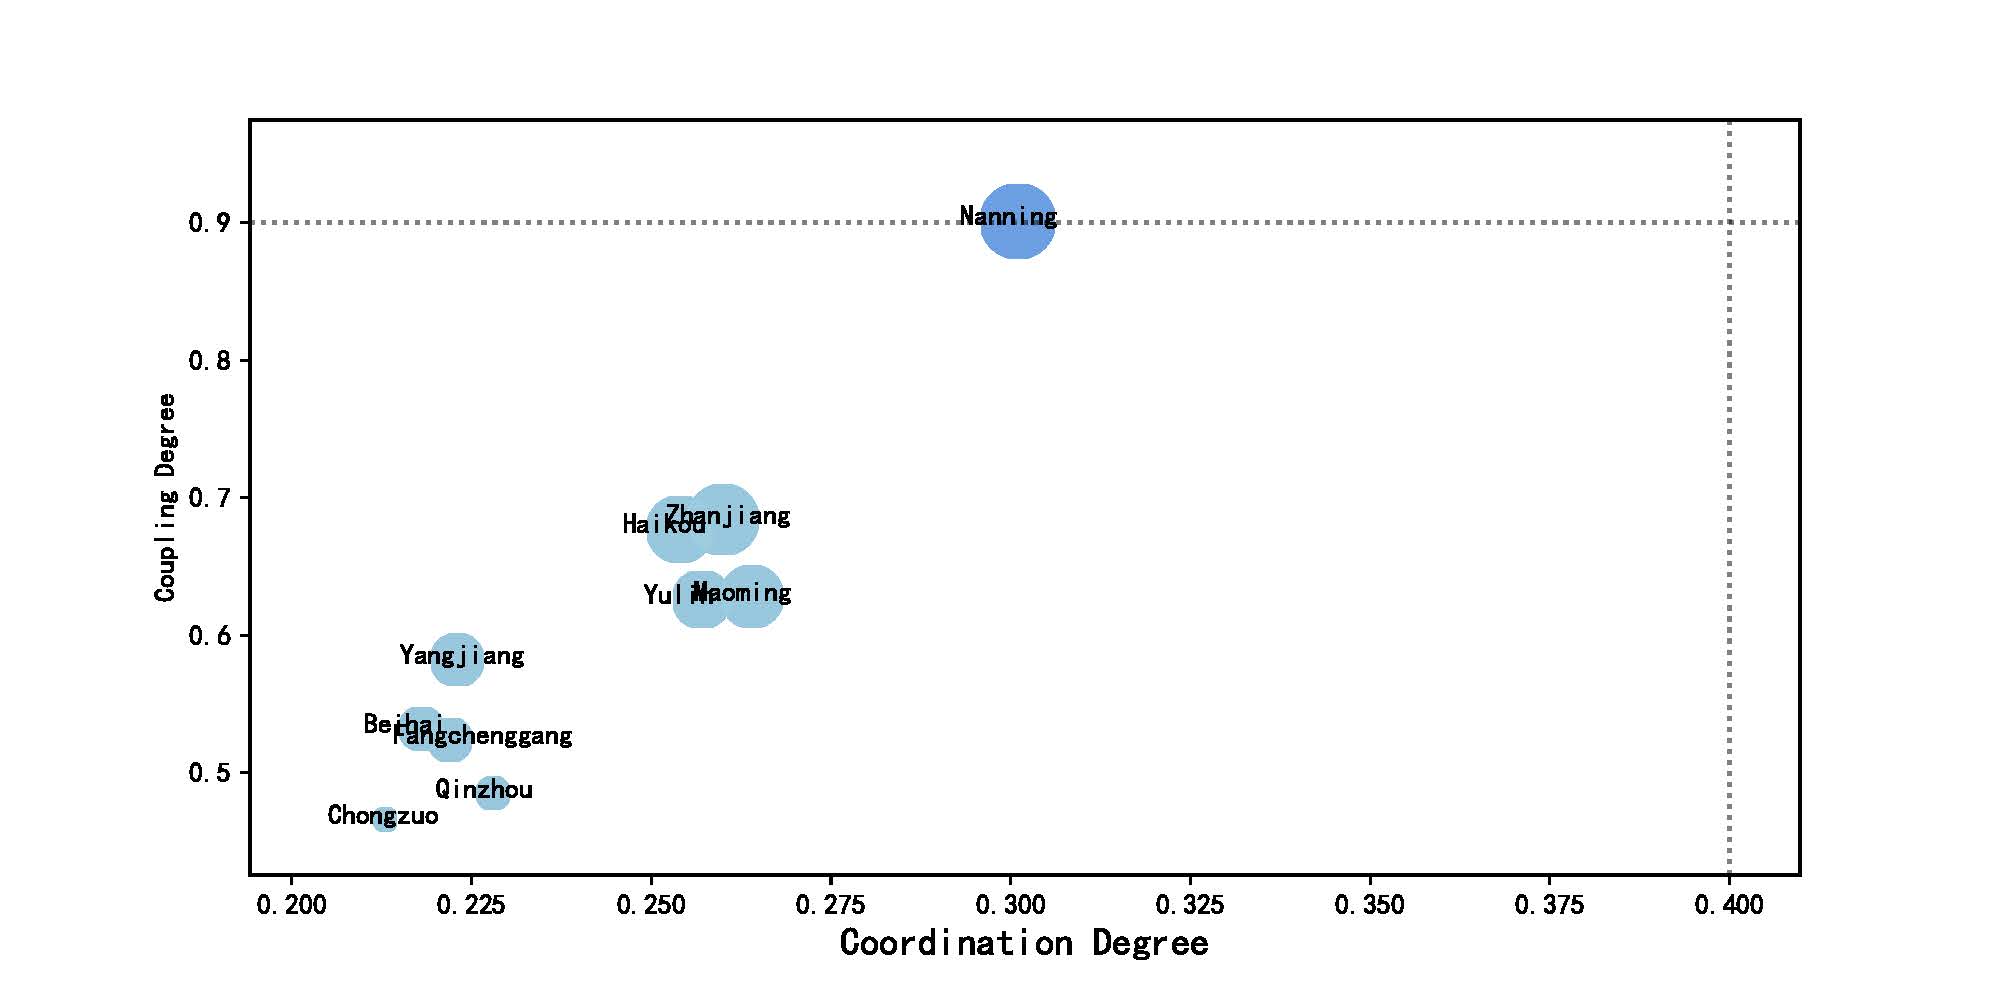 Nanning
0.9
0.8
Coupling Degree
0.7
Zhanjiang
Haikou
Yulin
Maoming
0.6
Yangjiang
Beihai
Fangchenggang
0.5
Qinzhou
Chongzuo
0.200 0.225 0.250 0.275 0.300 0.325 0.350 0.375 0.400
Coordination Degree